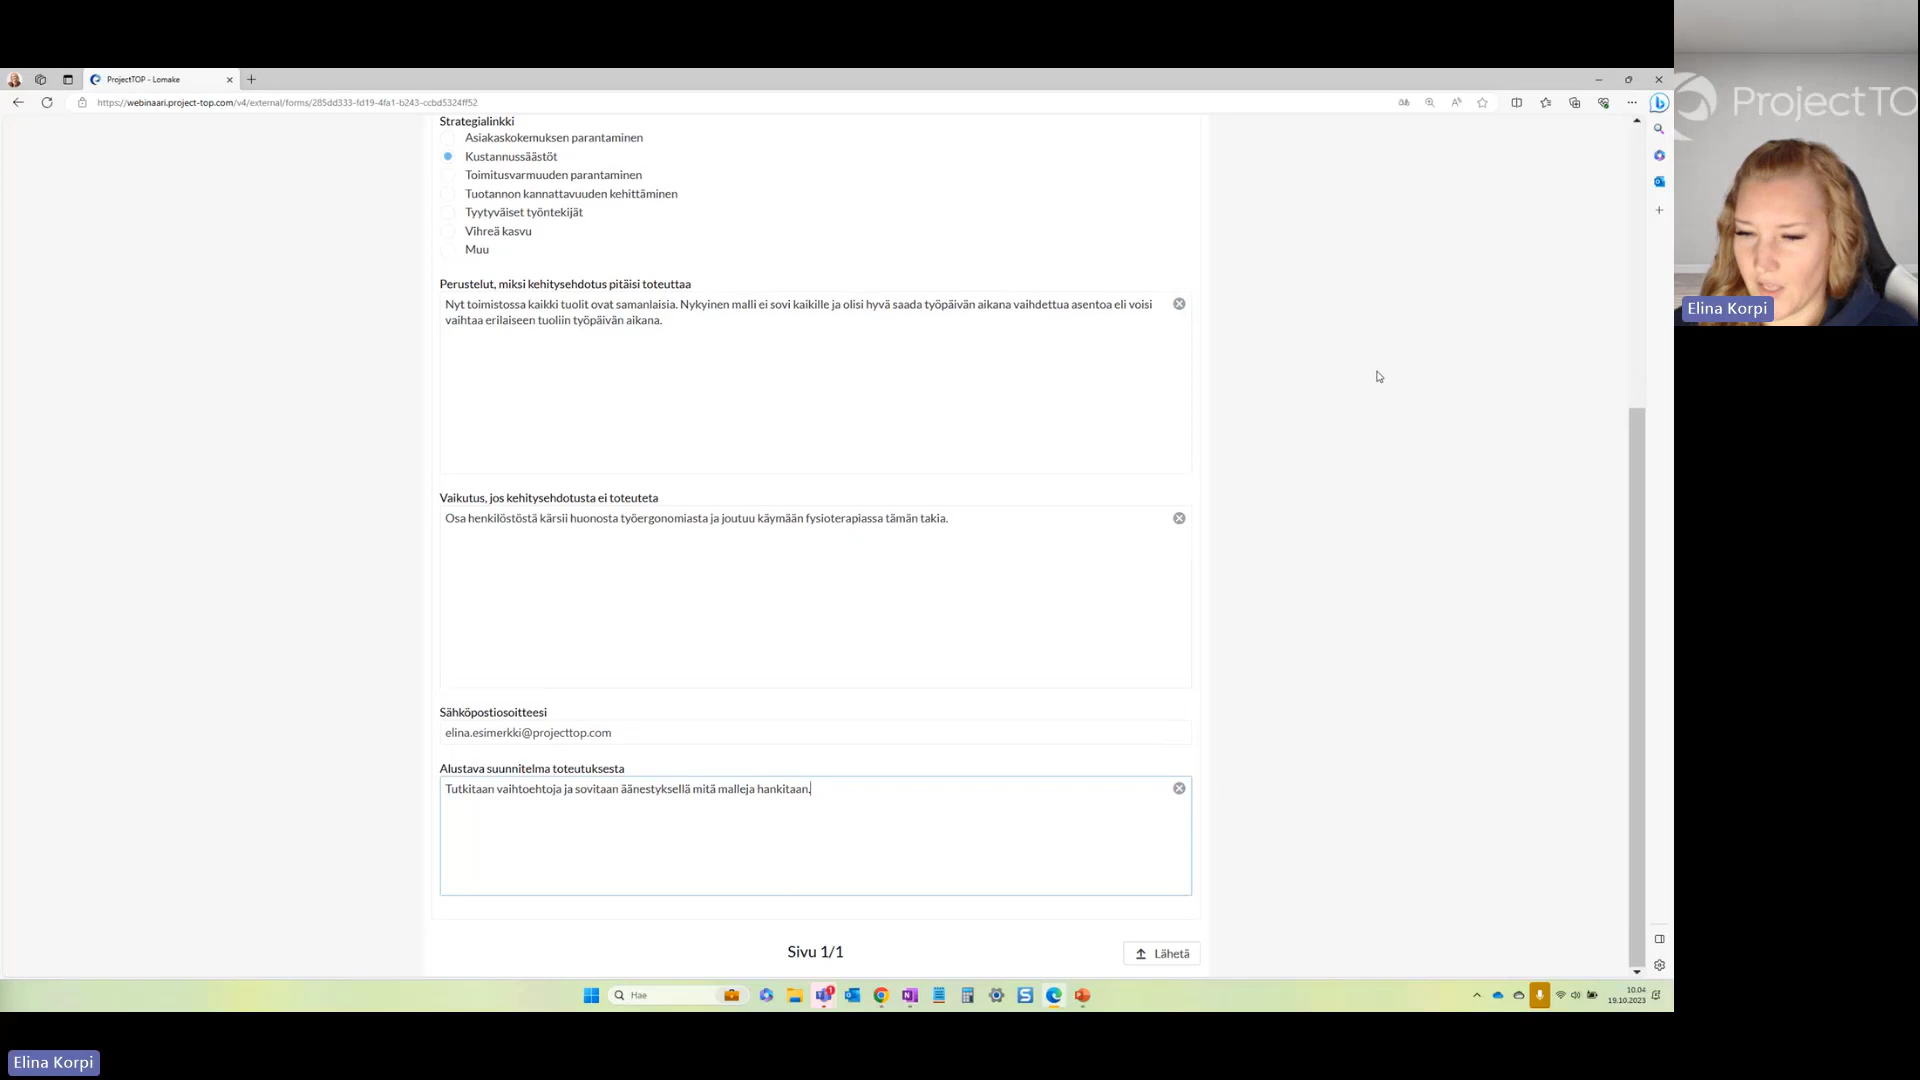 ProjectTOP - Lomake
https://webinaari.project-top.com/v4/external/forms/285dd333-fd19-4fa1-b243-ccbd5324ff52
ProjectTO
Elina Korpi
Strategialinkki
Asiakaskokemuksen parantaminen
Kustannussäästöt
Toimitusvarmuuden parantaminen
Tuotannon kannattavuuden kehittäminen
Tyytyväiset työntekijät
Vihreä kasvu
Muu
Perustelut, miksi kehitysehdotus pitäisi toteuttaa
Nyt toimistossa kaikki tuolit ovat samanlaisia. Nykyinen malli ei sovi kaikille ja olisi hyvä saada työpäivän aikana vaihdettua asentoa eli voisi
vaihtaa erilaiseen tuoliin työpäivän aikana.
Vaikutus, jos kehitysehdotusta ei toteuteta
Osa henkilöstöstä kärsii huonosta työergonomiasta ja joutuu käymään fysioterapiassa tämän takia.
Sähköpostiosoitteesi
elina.esimerkki@projecttop.com
Alustava suunnitelma toteutuksesta
Tutkitaan vaihtoehtoja ja sovitaan äänestyksellä mitä malleja hankitaan.
Sivu 1/1
Lähetä
Hae
10.04
19.10.2023
Elina Korpi